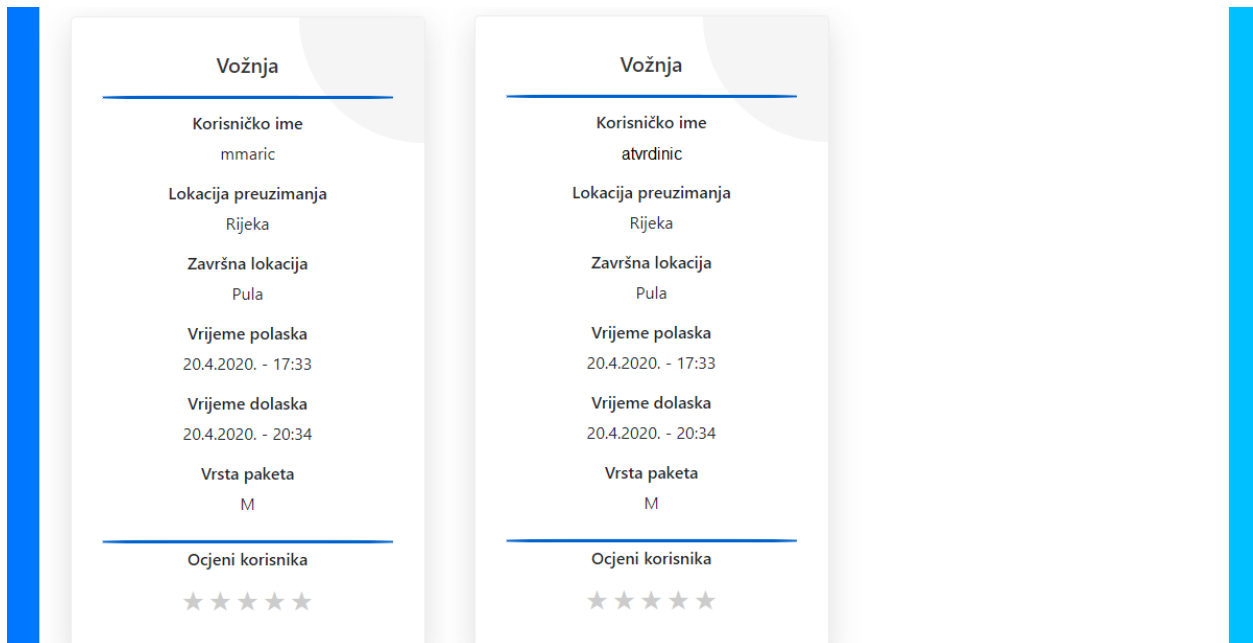 Vožnja
Korisničko ime
mmaric
Lokacija preuzimanja
Rijeka
Završna lokacija
Pula
Vrijeme polaska
20.4.2020. - 17:33
Vrijeme dolaska
20.4.2020. - 20:34
Vrsta paketa
M
Ocjeni korisnika
Vožnja
Korisničko ime
atvrdinic
Lokacija preuzimanja
Rijeka
Završna lokacija
Pula
Vrijeme polaska
20.4.2020. - 17:33
Vrijeme dolaska
20.4.2020. - 20:34
Vrsta paketa
M
Ocjeni korisnika